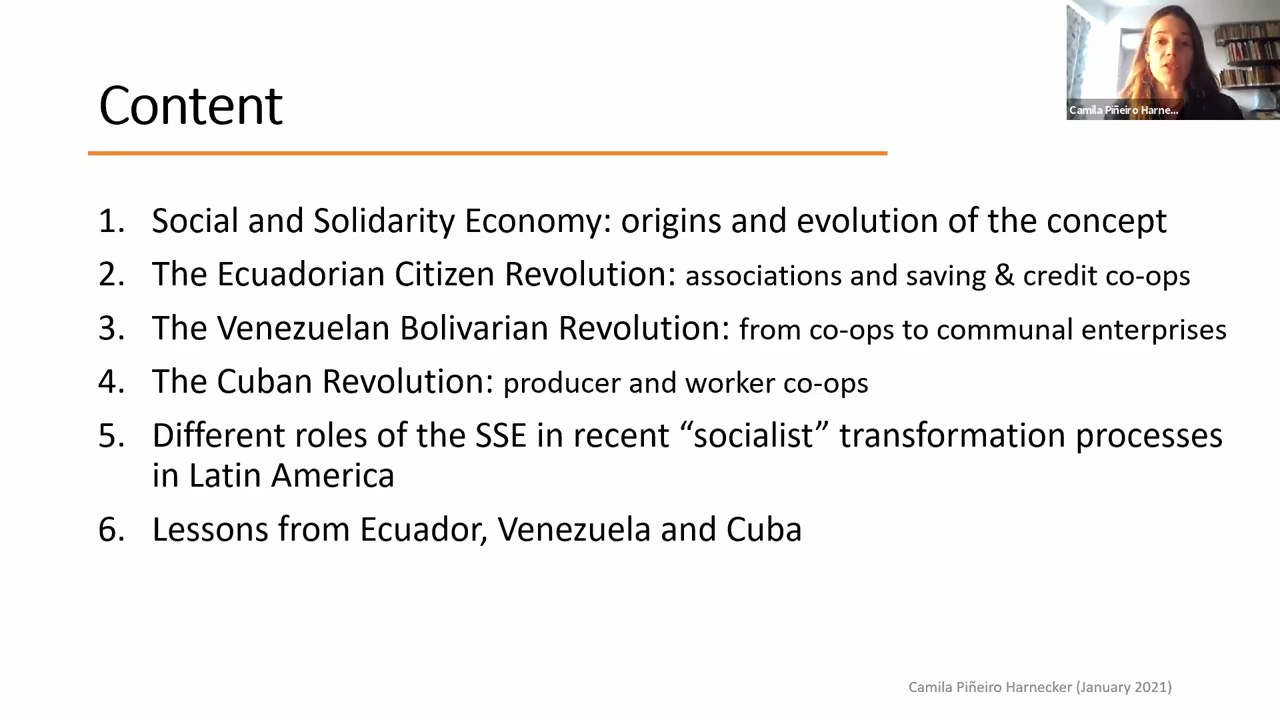 Content
Camila Piñeiro Harne...
1. Social and Solidarity Economy: origins and evolution of the concept
2. The Ecuadorian Citizen Revolution: associations and saving & credit co-ops
3. The Venezuelan Bolivarian Revolution: from co-ops to communal enterprises
4. The Cuban Revolution: producer and worker co-ops
5. Different roles of the SSE in recent “socialist” transformation processes
in Latin America
6. Lessons from Ecuador, Venezuela and Cuba
Camila Piñeiro Harnecker (January 2021)